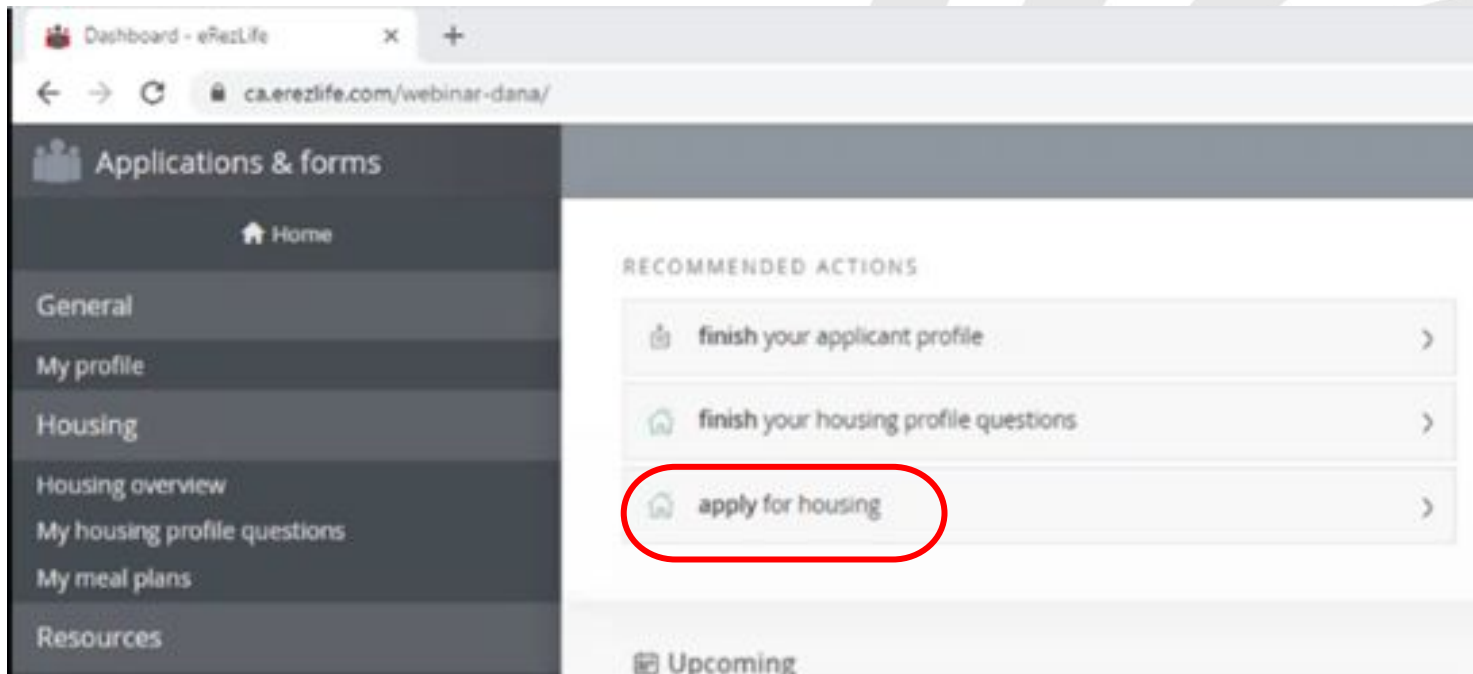 Dashboard - eRezLife
ca.erezlife.com/webinar-dana/
Applications & forms
Home
General
My profile
Housing
Housing overview
My housing profile questions
My meal plans
Resources
RECOMMENDED ACTIONS
finish your applicant profile
finish your housing profile questions
apply for housing
Upcoming